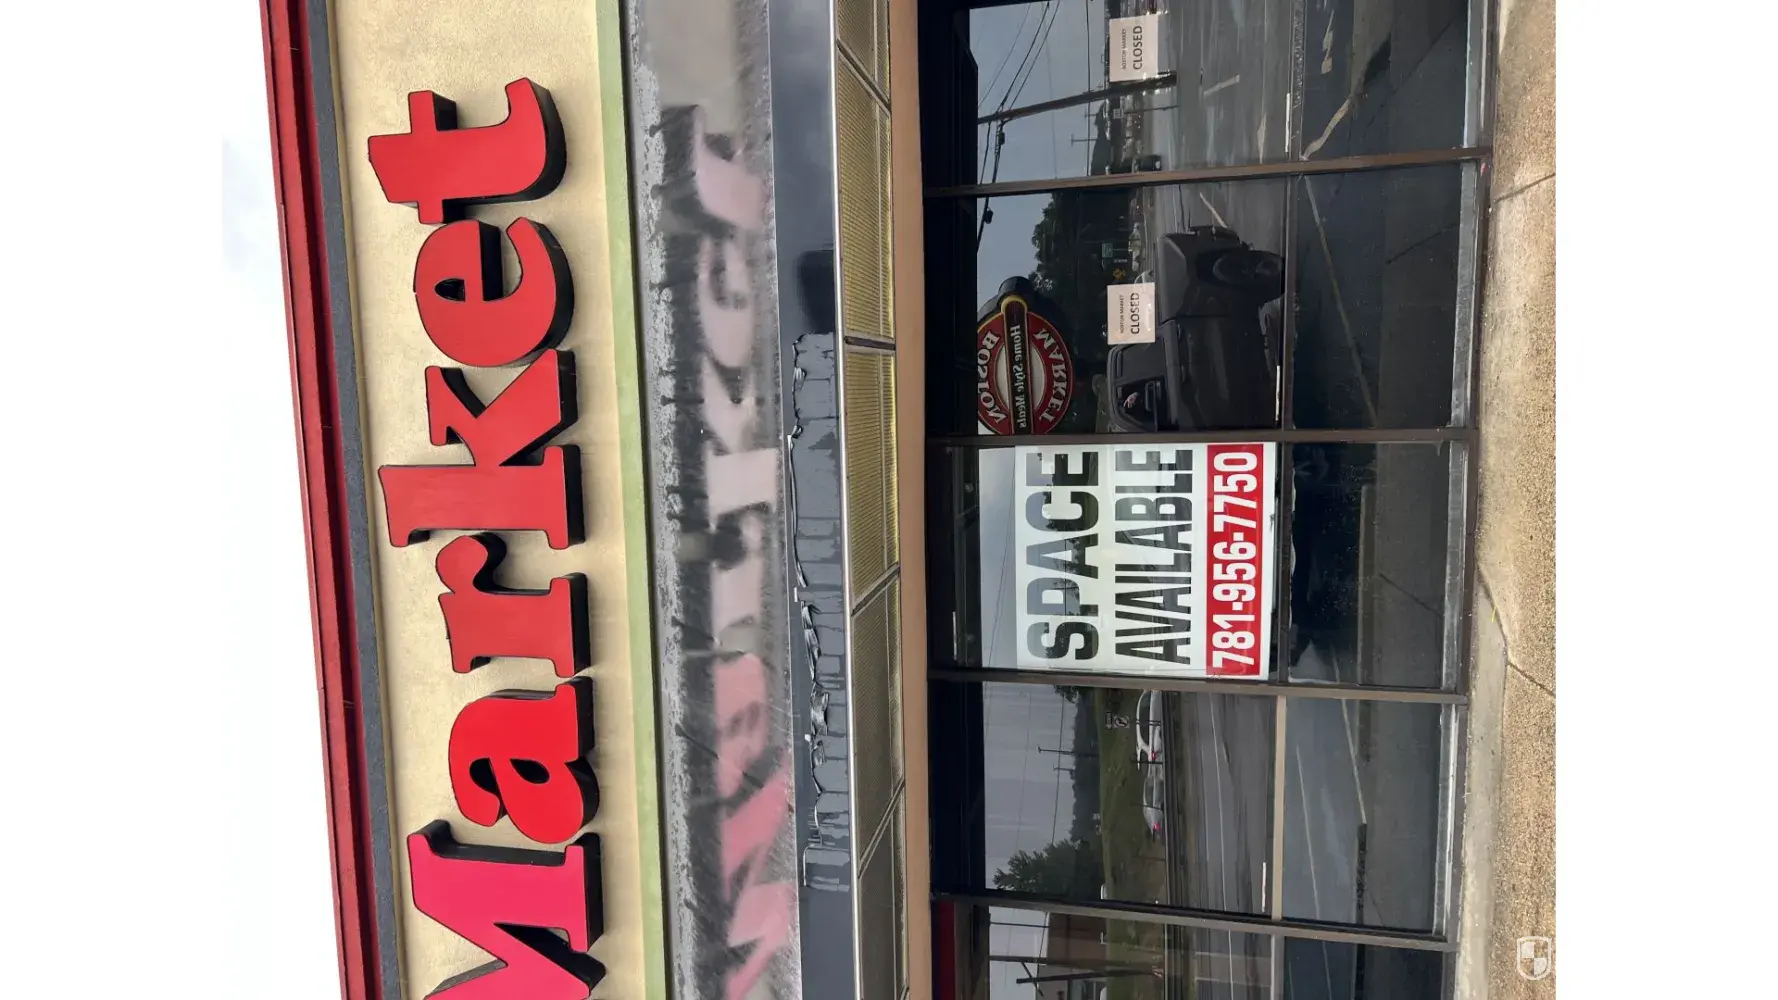 Market
BOSTON
Home Style Meals
MARKET
CLOSED
CLOSED
SPACE
AVAILABLE
781-956-7750